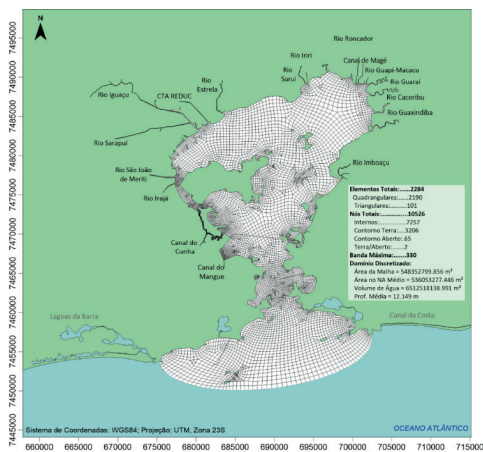 N
7495000
7490000
7485000
7480000
7475000
7470000
7465000
7460000
7455000
7450000
7445000
Rio Roncador
Rio Iriri
Canal de Magé
Rio
Suruí
Rio Guapi-Macacu
Rio Guaraí
Rio Caceribu
Rio Guaxindiba
Rio
Estrela
CTA REDUC
Rio Iguaçu
Rio Sarapuí
Rio São João
de Meriti
Rio Irajá
Canal do
Cunha
Canal do
Mangue
Rio Imboaçu
Elementos Totais:......2284
Quadrangulares:.......2190
Triangulares:..........101
Nós Totais:...............10526
Internos:................7257
Contorno Terra:....3206
Contorno Aberto:.65
Terra/Aberto:.......2
Banda Máxima:.......330
Domínio Discretizado:
Área da Malha = 548352799.856 m²
Área no NA Médio = 536053277.446 m²
Volume de Água = 6512518138.991 m³
Prof. Média = 12.149 m
Lagoas da Barra
Canal da Costa
Sistema de Coordenadas: WGS84; Projeção: UTM, Zona 23S
OCEANO ATLÂNTICO
660000 665000 670000 675000 680000 685000 690000 695000 700000 705000 710000 715000